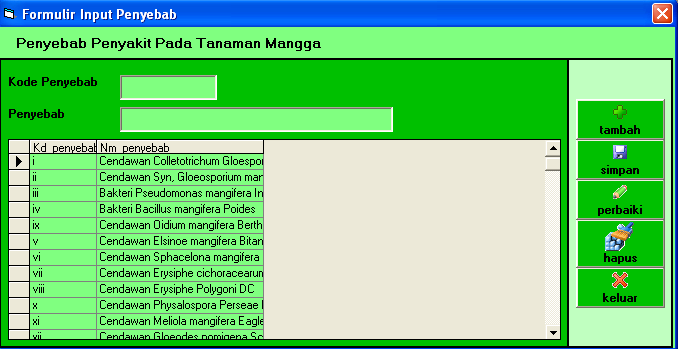 Formulir Input Penyebab
Penyebab Penyakit Pada Tanaman Mangga
Kode Penyebab
Penyebab
Kd_penyebab Nm_penyebab
i Cendawan Colletotrichum Gloespor
ii Cendawan Syn, Gloeosporium man
iii Bakteri Pseudomonas mangifera In
iv Bakteri Bacillus mangifera Poides
ix Cendawan Oidium mangifera Berth
v Cendawan Elsinoe mangifera Bitan
vi Cendawan Sphacelona mangifera
vii Cendawan Erysiphe cichoracearun
viii Cendawan Erysiphe Polygoni DC
x Cendawan Physalospora Perseae
xi Cendawan Meliola mangifera Eagle
xii Cendawan Gloeodes pomigena Sc
tambah
simpan
perbaiki
hapus
keluar